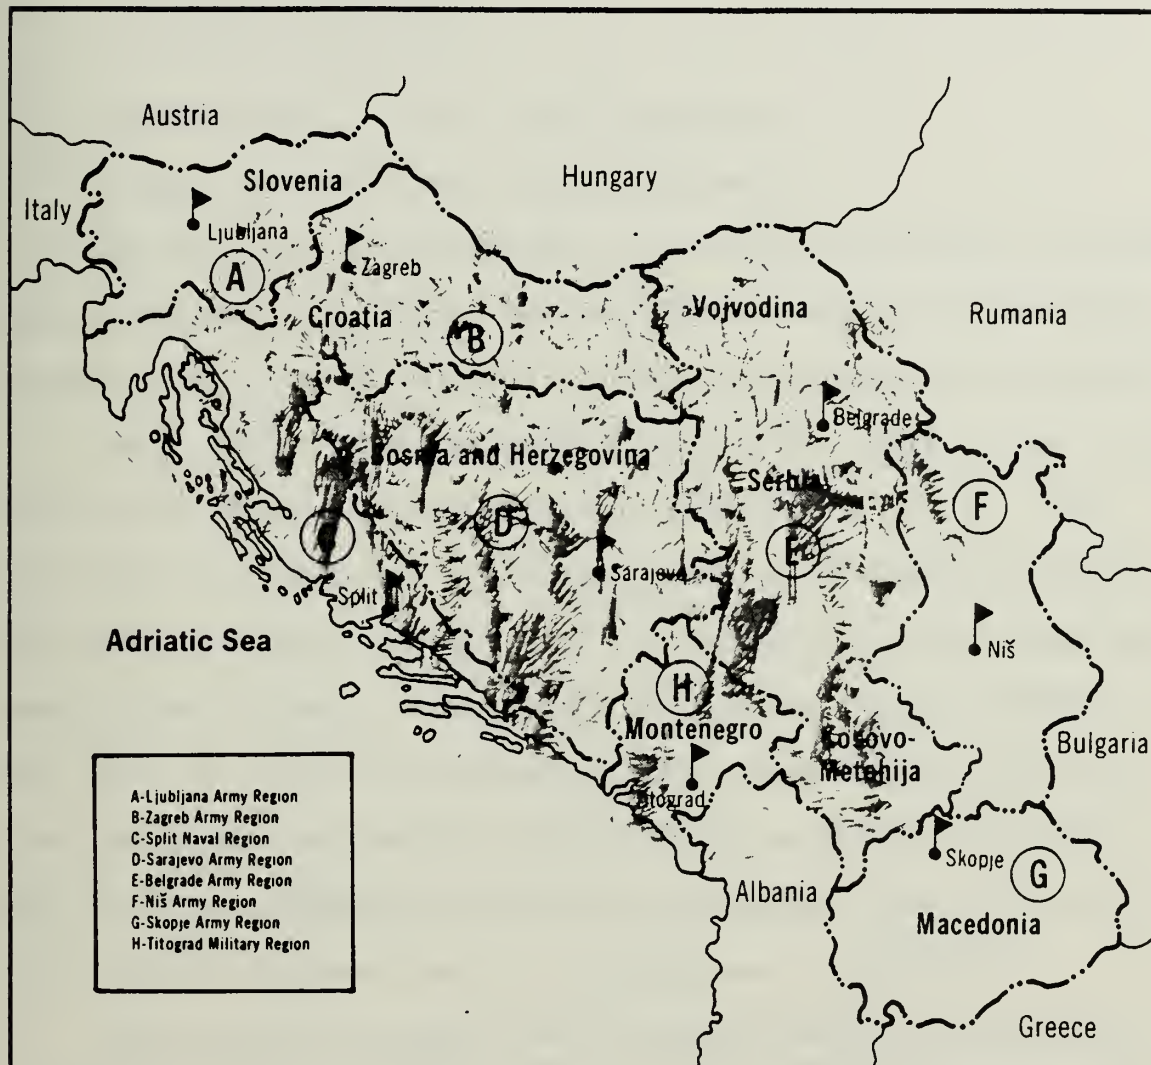 Austria
Hungary
Slovenia
Italy
Ljubljana
Zagreb
A
Croatia
B
Vojvodina
Rumania
Belgrade
Bosnia and Herzegovina
Serbia
F
D
C
E
Sarajevo
Split
Adriatic Sea
Niš
H
Montenegro
Kosovo-
Metohija
Bulgaria
Titograd
Skopje
G
Albania
Macedonia
Greece
A-Ljubljana Army Region
B-Zagreb Army Region
C-Split Naval Region
D-Sarajevo Army Region
E-Belgrade Army Region
F-Niš Army Region
G-Skopje Army Region
H-Titograd Military Region